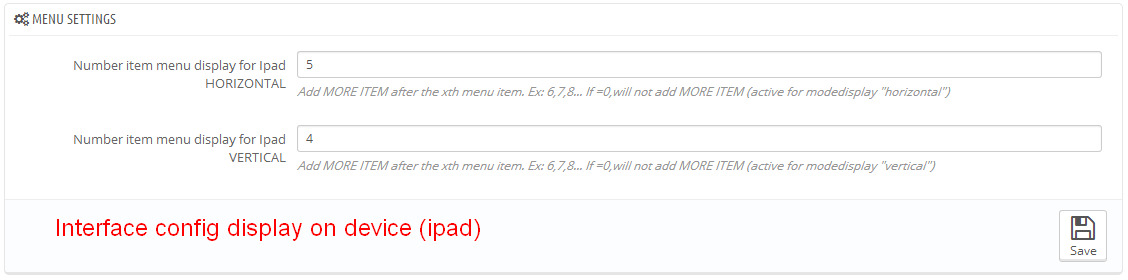 MENU SETTINGS
Number item menu display for Ipad
HORIZONTAL
5
Add MORE ITEM after the xth menu item. Ex: 6,7,8... If =0,will not add MORE ITEM (active for modedisplay "horizontal")
Number item menu display for Ipad
VERTICAL
4
Add MORE ITEM after the xth menu item. Ex: 6,7,8... If =0,will not add MORE ITEM (active for modedisplay "vertical")
Interface config display on device (ipad)
Save